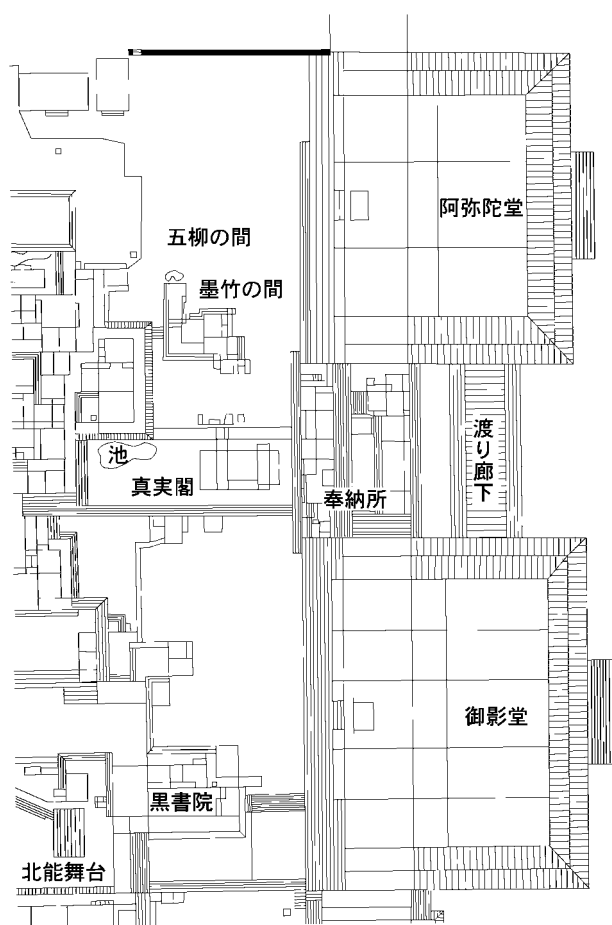 阿弥陀堂
五柳の間
墨竹の間
渡り廊下
池
真実閣
奉納所
御影堂
黒書院
北能舞台